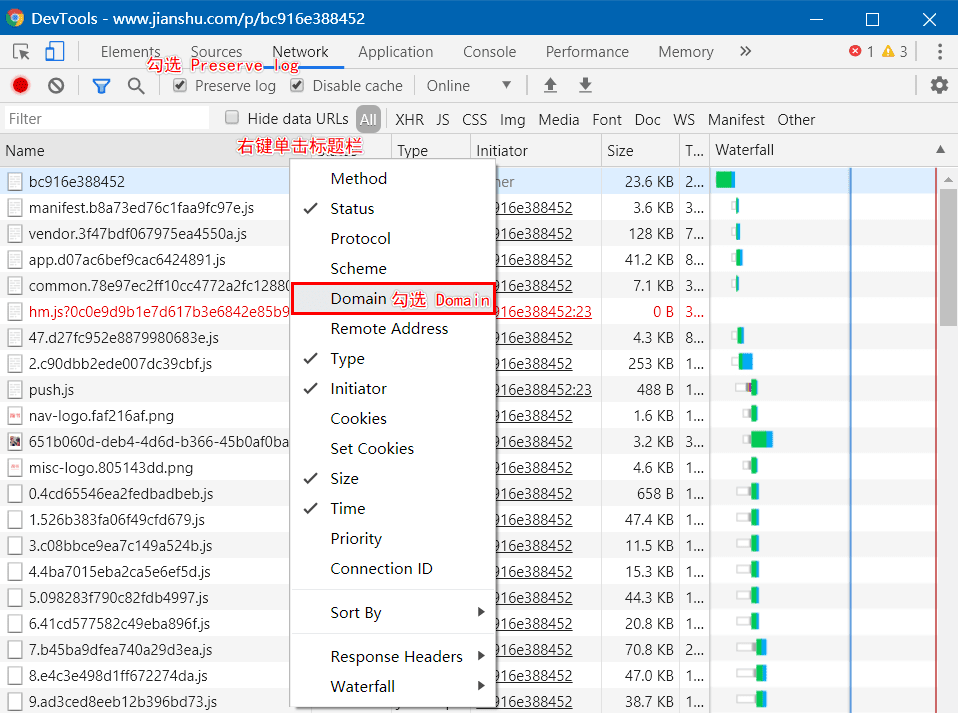 DevTools - www.jianshu.com/p/bc916e388452
Elements Sources Network Application Console Performance Memory » 1 3
勾选 Preserve log
Preserve log Disable cache Online
Filter Hide data URLs All XHR JS CSS Img Media Font Doc WS Manifest Other
右键单击标题栏
Name Type Initiator Size T... Waterfall
bc916e388452 23.6 KB 2...
manifest.b8a73ed76c1faa9fc97e.js 916e388452 3.6 KB 3...
vendor.3f47bdf067975ea4550a.js 916e388452 128 KB 7...
app.d07ac6bef9cac6424891.js 916e388452 41.2 KB 8...
common.78e97ec2ff10cc4772a2fc1288 916e388452 7.1 KB 3...
hm.js?0c0e9d9b1e7d617b3e6842e85b9 916e388452:23 0 B 3...
47.d27fc952e8879980683e.js 916e388452 4.3 KB 8...
2.c90dbb2ede007dc39cbf.js 916e388452 253 KB 1...
push.js 916e388452:23 488 B 1...
nav-logo.faf216af.png 916e388452 1.6 KB 1...
651b060d-deb4-4d6d-b366-45b0af0ba 916e388452 3.2 KB 3...
misc-logo.805143dd.png 916e388452 4.6 KB 1...
0.4cd65546ea2fedbadbeb.js 916e388452 658 B 1...
1.526b383fa06f49cfd679.js 916e388452 47.4 KB 1...
3.c08bbce9ea7c149a524b.js 916e388452 11.5 KB 1...
4.4ba7015eba2ca5e6ef5d.js 916e388452 15.3 KB 1...
5.098283f790c82fdb4997.js 916e388452 44.3 KB 1...
6.41cd577582c49eba896f.js 916e388452 20.8 KB 1...
7.b45ba9dfea740a29d3ea.js 916e388452 70.8 KB 2...
8.e4c3e498d1ff672274da.js 916e388452 47.0 KB 1...
9.ad3ced8eeb12b396bd73.js 916e388452 38.7 KB 1...
Method
Status
Protocol
Scheme
Domain 勾选 Domain
Remote Address
Type
Initiator
Cookies
Set Cookies
Size
Time
Priority
Connection ID
Sort By
Response Headers
Waterfall